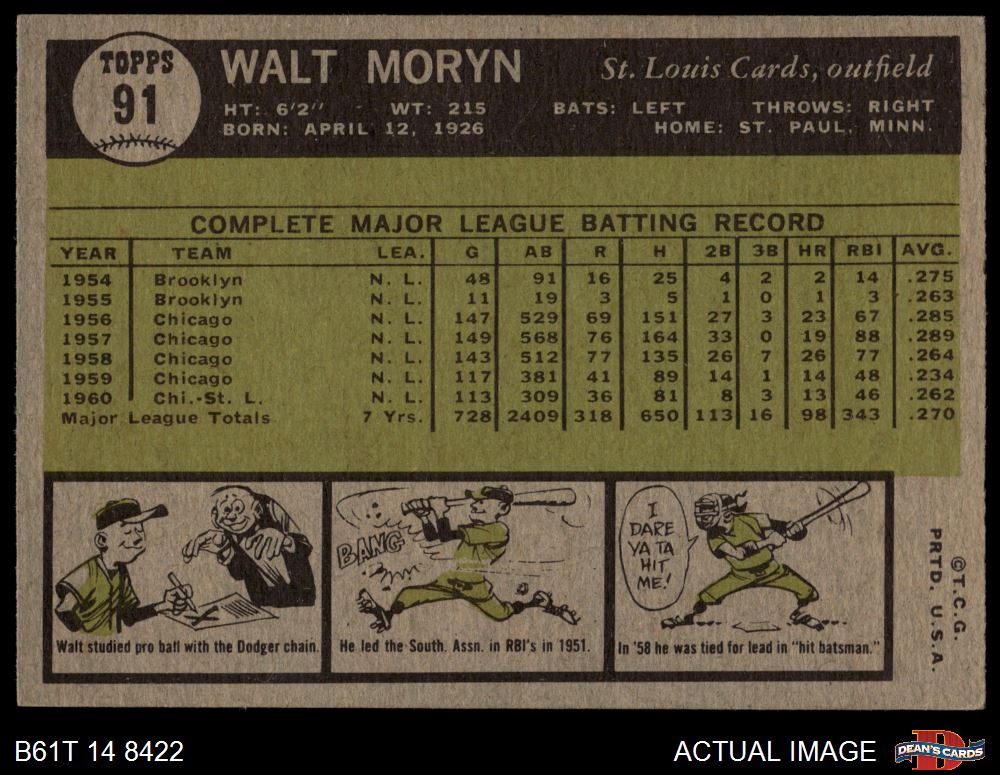 TOPPS
91
WALT MORYN
St. Louis Cards, outfield
HT: 6'2" WT: 215 BATS: LEFT THROWS: RIGHT
BORN: APRIL 12, 1926 HOME: ST. PAUL, MINN.
COMPLETE MAJOR LEAGUE BATTING RECORD
YEAR TEAM LEA. G AB R H 2B 3B HR RBI AVG.
1954 Brooklyn N. L. 48 91 16 25 4 2 2 14 .275
1955 Brooklyn N. L. 11 19 3 5 1 0 1 3 .263
1956 Chicago N. L. 147 529 69 151 27 3 23 67 .285
1957 Chicago N. L. 149 568 76 164 33 0 19 88 .289
1958 Chicago N. L. 143 512 77 135 26 7 26 77 .264
1959 Chicago N. L. 117 381 41 89 14 1 14 48 .234
1960 Chi.-St. L. N. L. 113 309 36 81 8 3 13 46 .262
Major League Totals 7 Yrs. 728 2409 318 650 113 16 98 343 .270
BANG
I
DARE
YA TA
HIT
ME!
Walt studied pro ball with the Dodger chain.
He led the South. Assn. in RBI's in 1951.
In '58 he was tied for lead in "hit batsman."
©T.C.G.
PRTD. U.S.A.
B61T 14 8422
ACTUAL IMAGE
D
DEAN'S CARDS